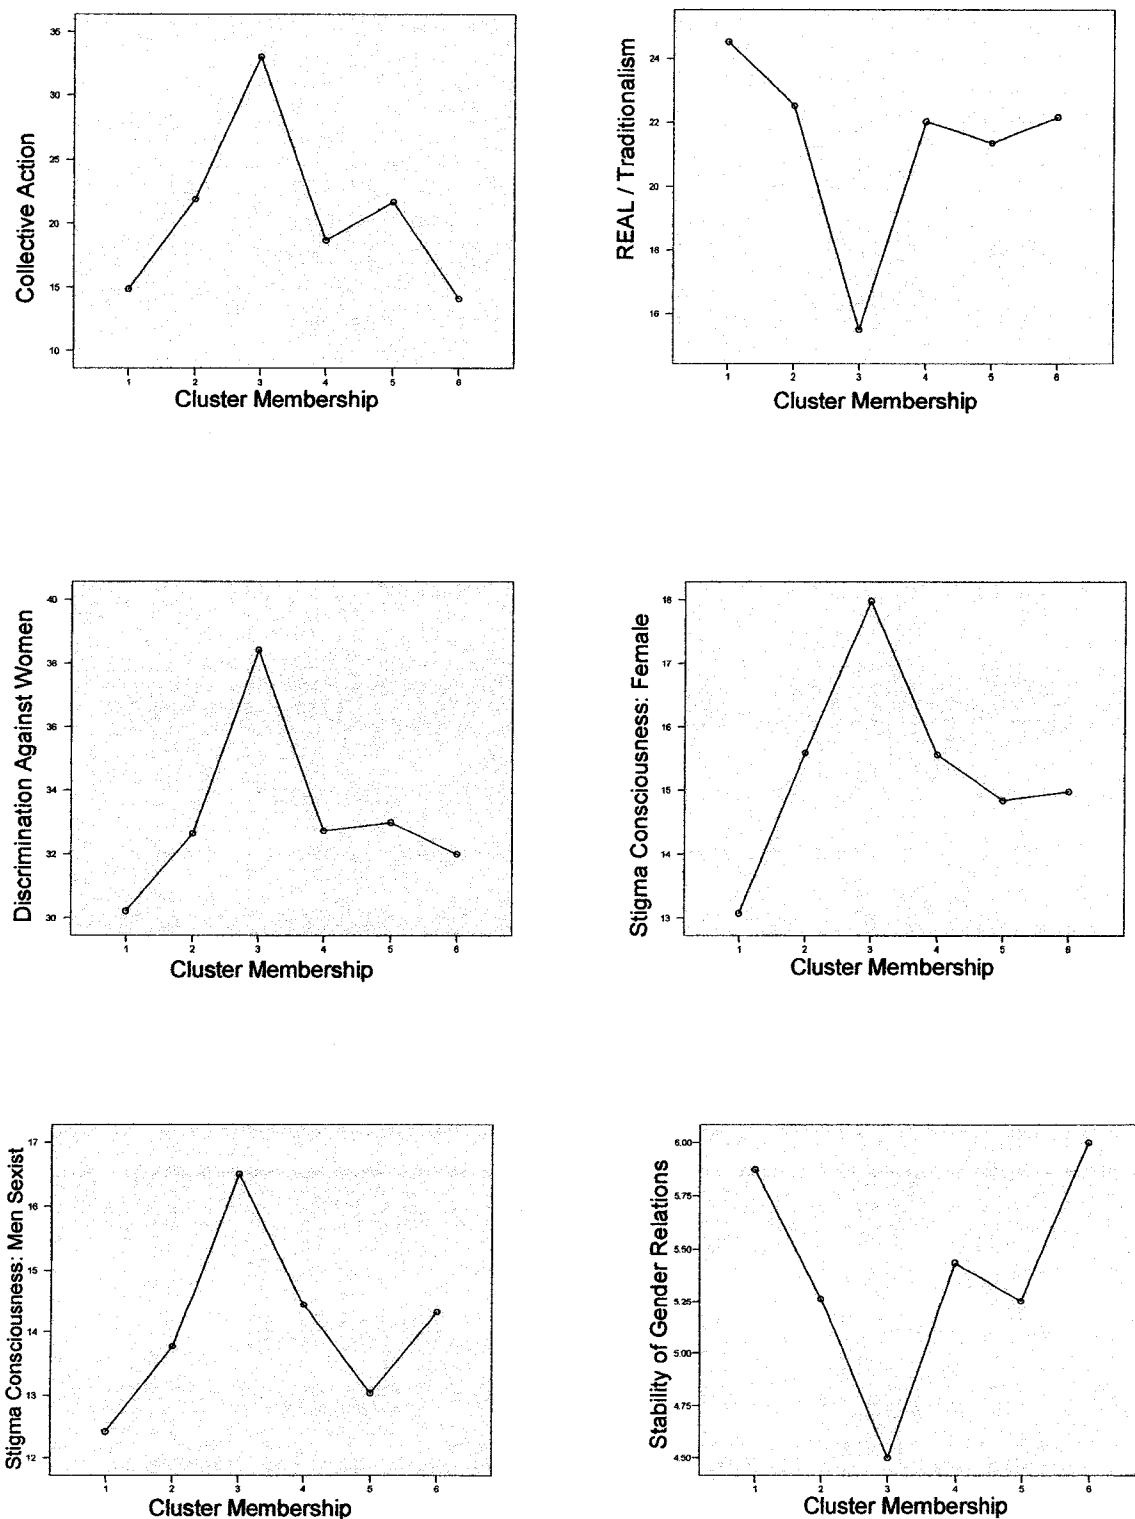 Collective Action
35
30
25
20
15
10
1 2 3 4 5 6
Cluster Membership
REAL / Traditionalism
24
22
20
18
16
1 2 3 4 5 6
Cluster Membership
Discrimination Against Women
40
38
36
34
32
30
1 2 3 4 5 6
Cluster Membership
Stigma Consciousness: Female
18
17
16
15
14
13
1 2 3 4 5 6
Cluster Membership
Stigma Consciousness: Men Sexist
17
16
15
14
13
12
1 2 3 4 5 6
Cluster Membership
Stability of Gender Relations
6.00
5.75
5.50
5.25
5.00
4.75
4.50
1 2 3 4 5 6
Cluster Membership